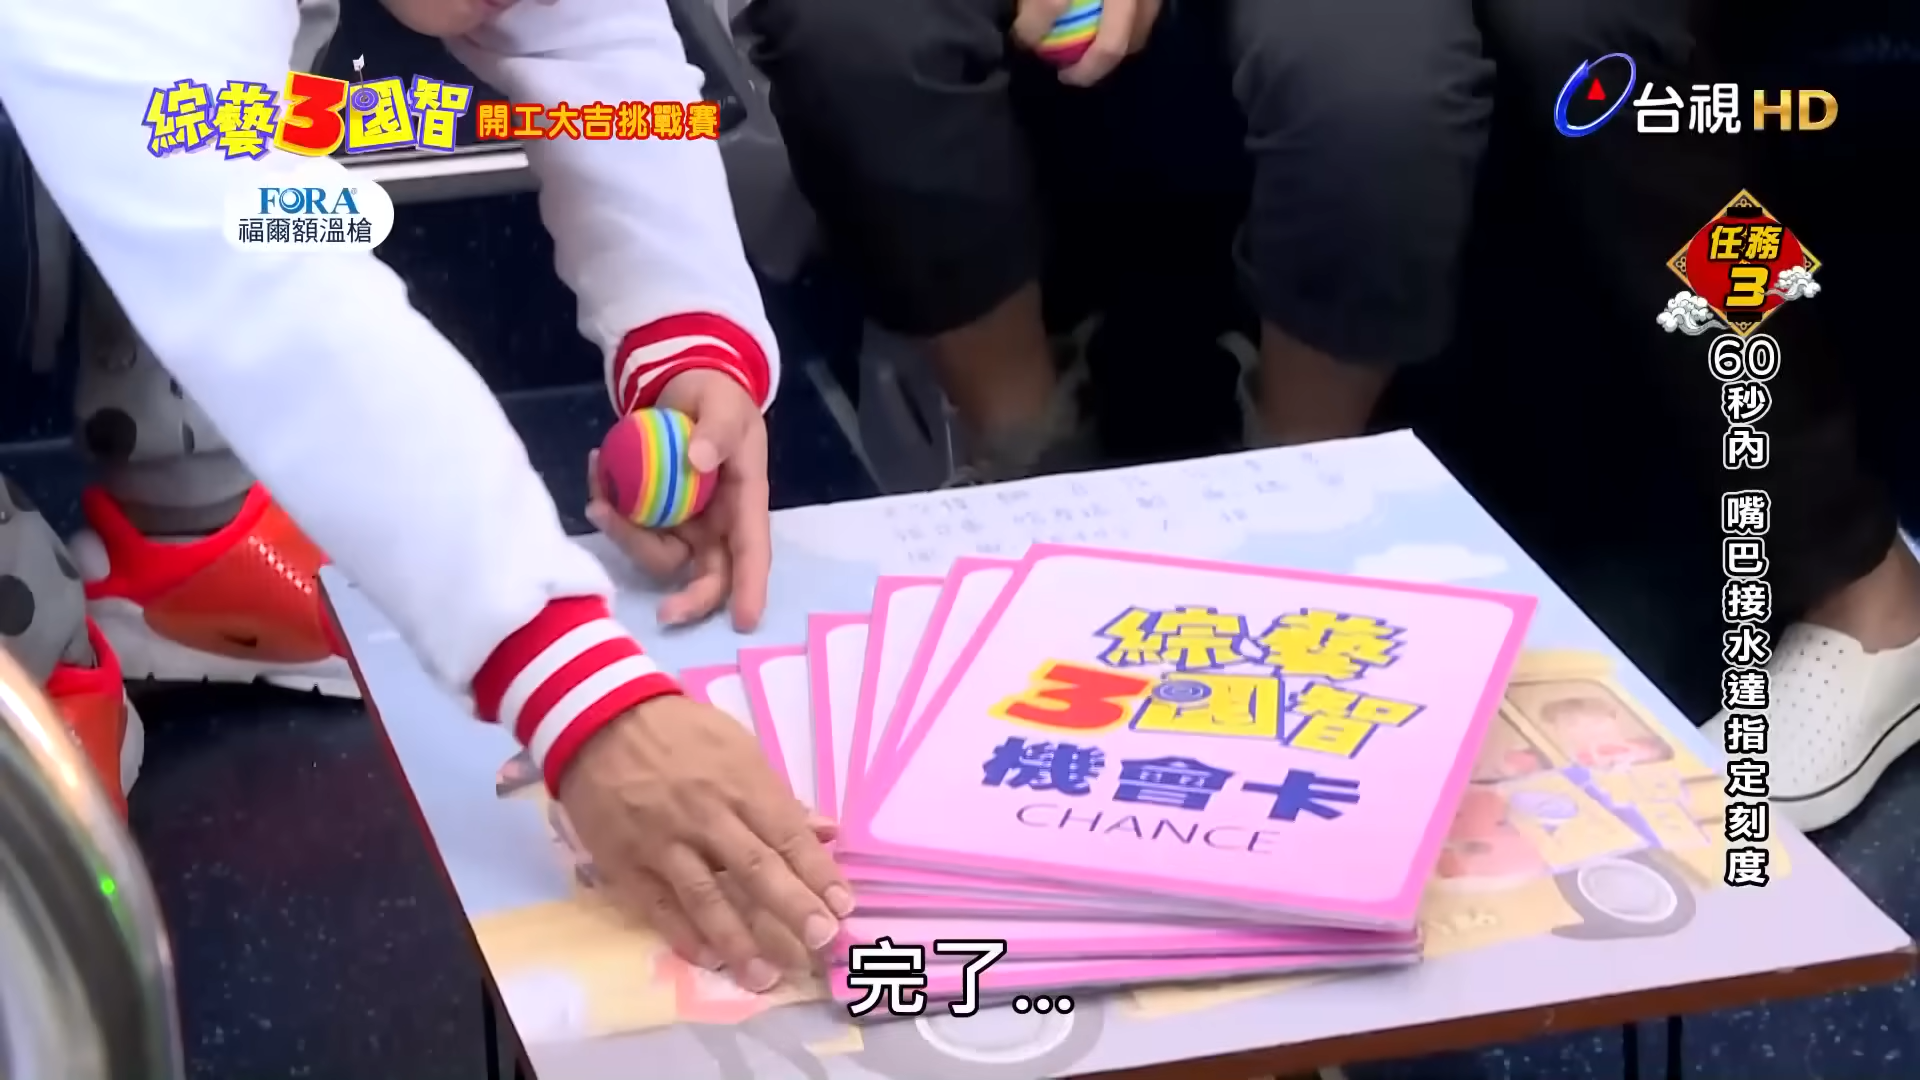 綜藝3國智 開工大吉挑戰賽
FORA
福爾額溫槍
台視HD
任務
3
60秒內 嘴巴接水達指定刻度
綜藝
3國智
機會卡
CHANCE
完了...